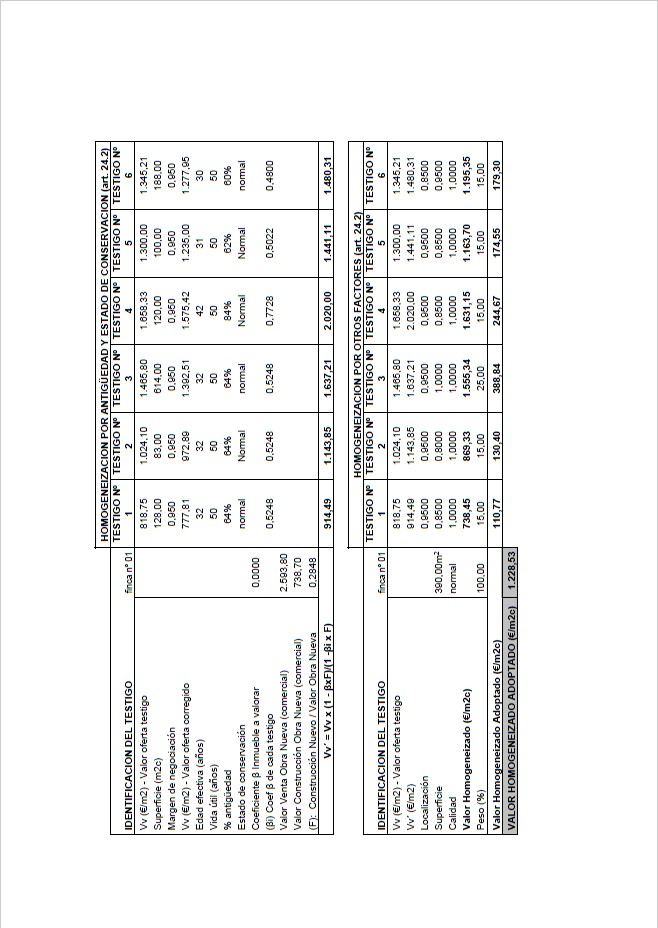 HOMOGENEIZACION POR ANTIGÜEDAD Y ESTADO DE CONSERVACION (art. 24.2)
IDENTIFICACION DEL TESTIGO finca nº 01 TESTIGO Nº 1 TESTIGO Nº 2 TESTIGO Nº 3 TESTIGO Nº 4 TESTIGO Nº 5 TESTIGO Nº 6
Vv (€/m2) - Valor oferta testigo 818,75 1.024,10 1.465,80 1.658,33 1.300,00 1.345,21
Superficie (m2c) 128,00 83,00 614,00 120,00 100,00 188,00
Margen de negociación 0,950 0,950 0,950 0,950 0,950 0,950
Vv (€/m2) - Valor oferta corregido 777,81 972,89 1.392,51 1.575,42 1.235,00 1.277,95
Edad efectiva (años) 32 32 32 42 31 30
Vida útil (años) 50 50 50 50 50 50
% antigüedad 64% 64% 64% 84% 62% 60%
Estado de conservación normal Normal normal Normal Normal normal
Coeficiente β Inmueble a valorar 0,0000
(βi) Coef β de cada testigo 0,5248 0,5248 0,5248 0,7728 0,5022 0,4800
Valor Venta Obra Nueva (comercial) 2.593,80
Valor Construcción Obra Nueva (comercial) 738,70
(F): Construcción Nuevo / Valor Obra Nueva 0,2848
Vv´ = Vv x (1 - βxF)/(1 -βi x F) 914,49 1.143,85 1.637,21 2.020,00 1.441,11 1.480,31
HOMOGENEIZACION POR OTROS FACTORES (art. 24.2)
IDENTIFICACION DEL TESTIGO finca nº 01 TESTIGO Nº 1 TESTIGO Nº 2 TESTIGO Nº 3 TESTIGO Nº 4 TESTIGO Nº 5 TESTIGO Nº 6
Vv (€/m2) - Valor oferta testigo 818,75 1.024,10 1.465,80 1.658,33 1.300,00 1.345,21
Vv´ (€/m2) 914,49 1.143,85 1.637,21 2.020,00 1.441,11 1.480,31
Localización 0,9500 0,9500 0,9500 0,9500 0,9500 0,8500
Superficie 390,00m² 0,8500 0,8000 1,0000 0,8500 0,8500 0,9500
Calidad normal 1,0000 1,0000 1,0000 1,0000 1,0000 1,0000
Valor Homogeneizado (€/m2c) 738,45 869,33 1.555,34 1.631,15 1.163,70 1.195,35
Peso (%) 100,00 15,00 15,00 25,00 15,00 15,00 15,00
Valor Homogeneizado Adoptado (€/m2c) 110,77 130,40 388,84 244,67 174,55 179,30
VALOR HOMOGENEIZADO ADOPTADO (€/m2c) 1.228,53